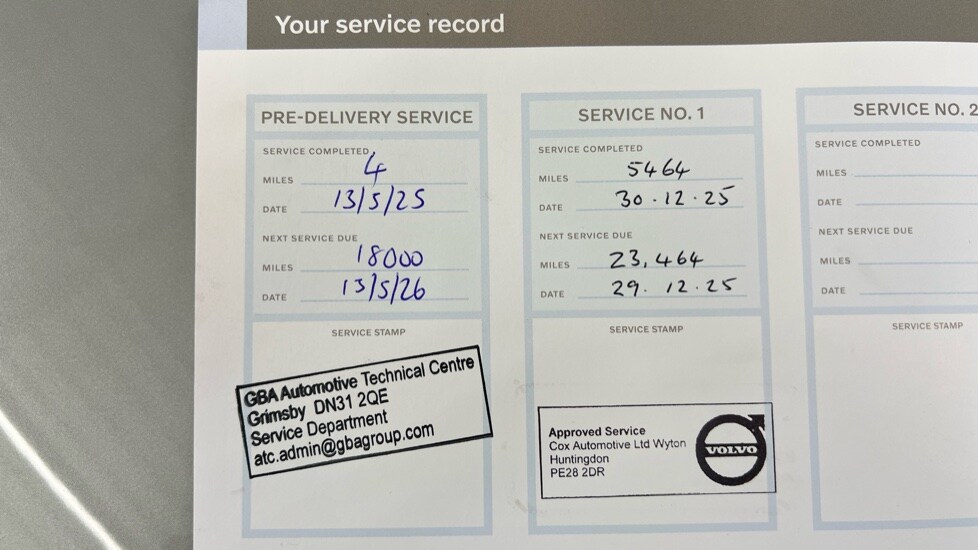 Your service record
PRE-DELIVERY SERVICE
SERVICE COMPLETED
MILES 4
DATE 13/5/25
NEXT SERVICE DUE
MILES 18000
DATE 13/5/26
SERVICE STAMP
GBA Automotive Technical Centre
Grimsby DN31 2QE
Service Department
atc.admin@gbagroup.com
SERVICE NO. 1
SERVICE COMPLETED
MILES 5464
DATE 30.12.25
NEXT SERVICE DUE
MILES 23,464
DATE 29.12.25
SERVICE STAMP
Approved Service
Cox Automotive Ltd Wyton
Huntingdon
PE28 2DR
VOLVO
SERVICE NO. 2
SERVICE COMPLETED
MILES
DATE
NEXT SERVICE DUE
MILES
DATE
SERVICE STAMP